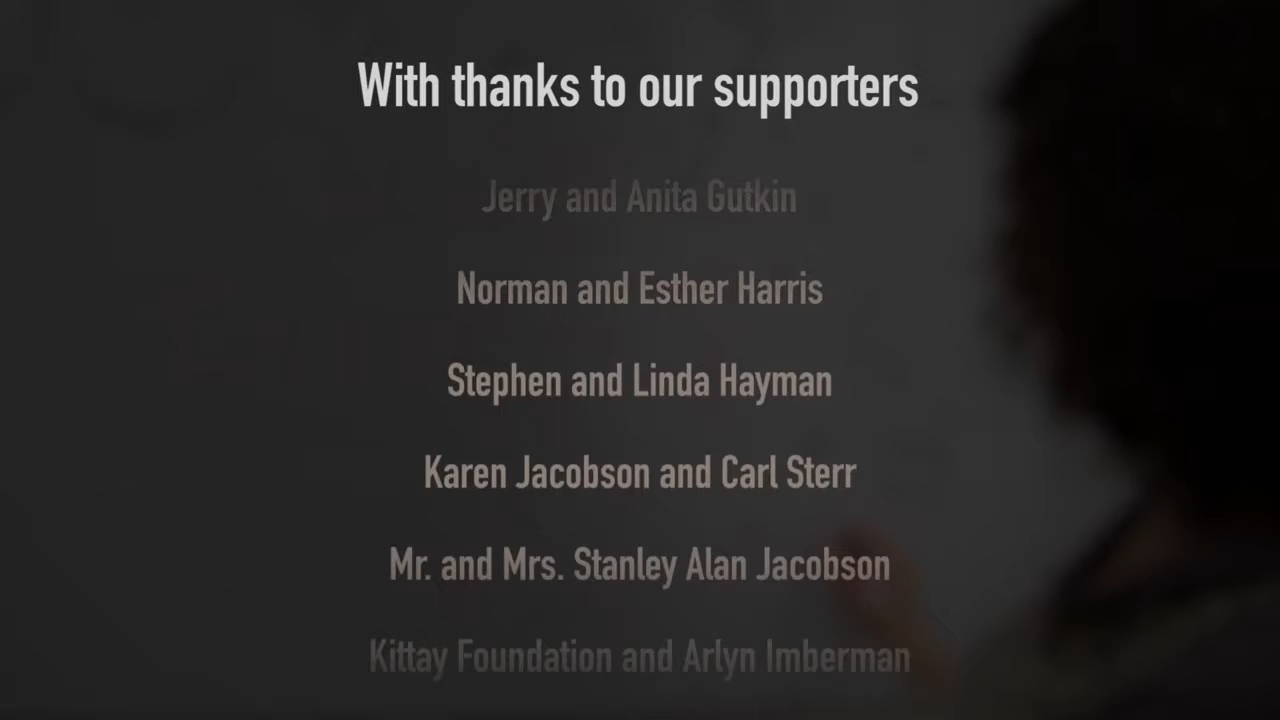 With thanks to our supporters
Jerry and Anita Gutkin
Norman and Esther Harris
Stephen and Linda Hayman
Karen Jacobson and Carl Sterr
Mr. and Mrs. Stanley Alan Jacobson
Kittay Foundation and Arlyn Imberman